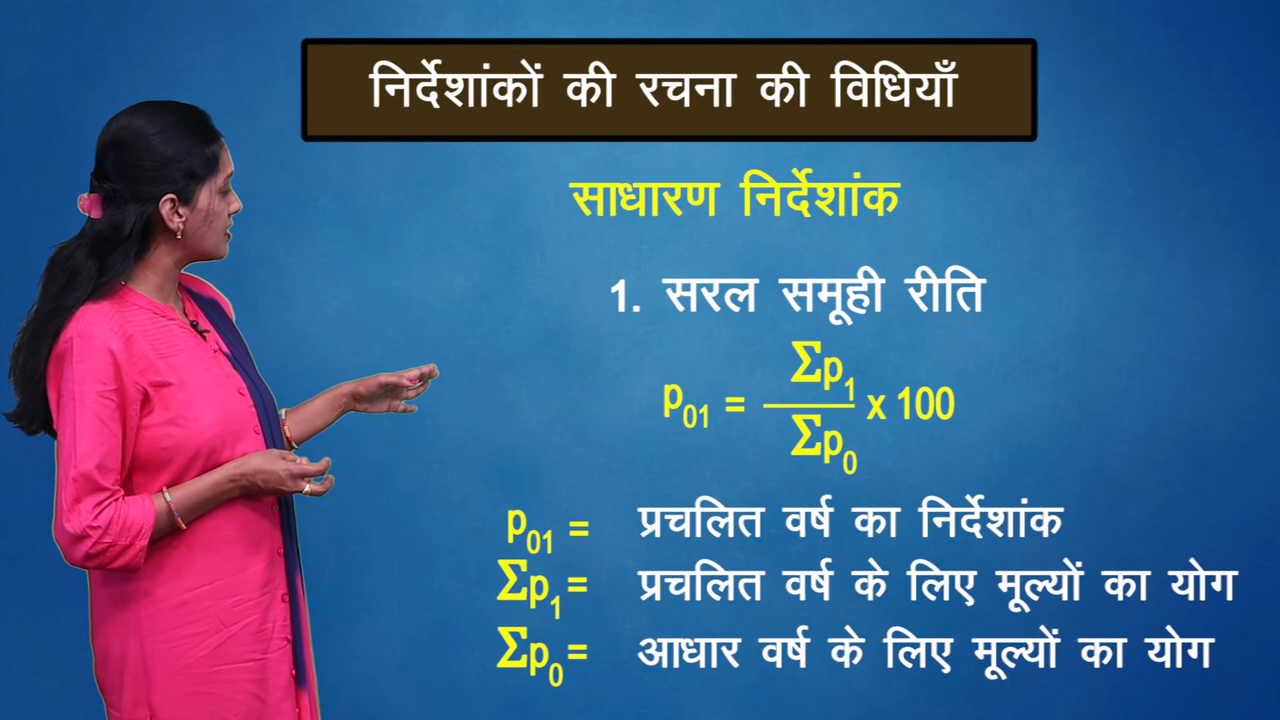 निर्देशांकों की रचना की विधियाँ
साधारण निर्देशांक
1. सरल समूही रीति
p₀₁ = Σp₁ / Σp₀ x 100
p₀₁ = प्रचलित वर्ष का निर्देशांक
Σp₁ = प्रचलित वर्ष के लिए मूल्यों का योग
Σp₀ = आधार वर्ष के लिए मूल्यों का योग